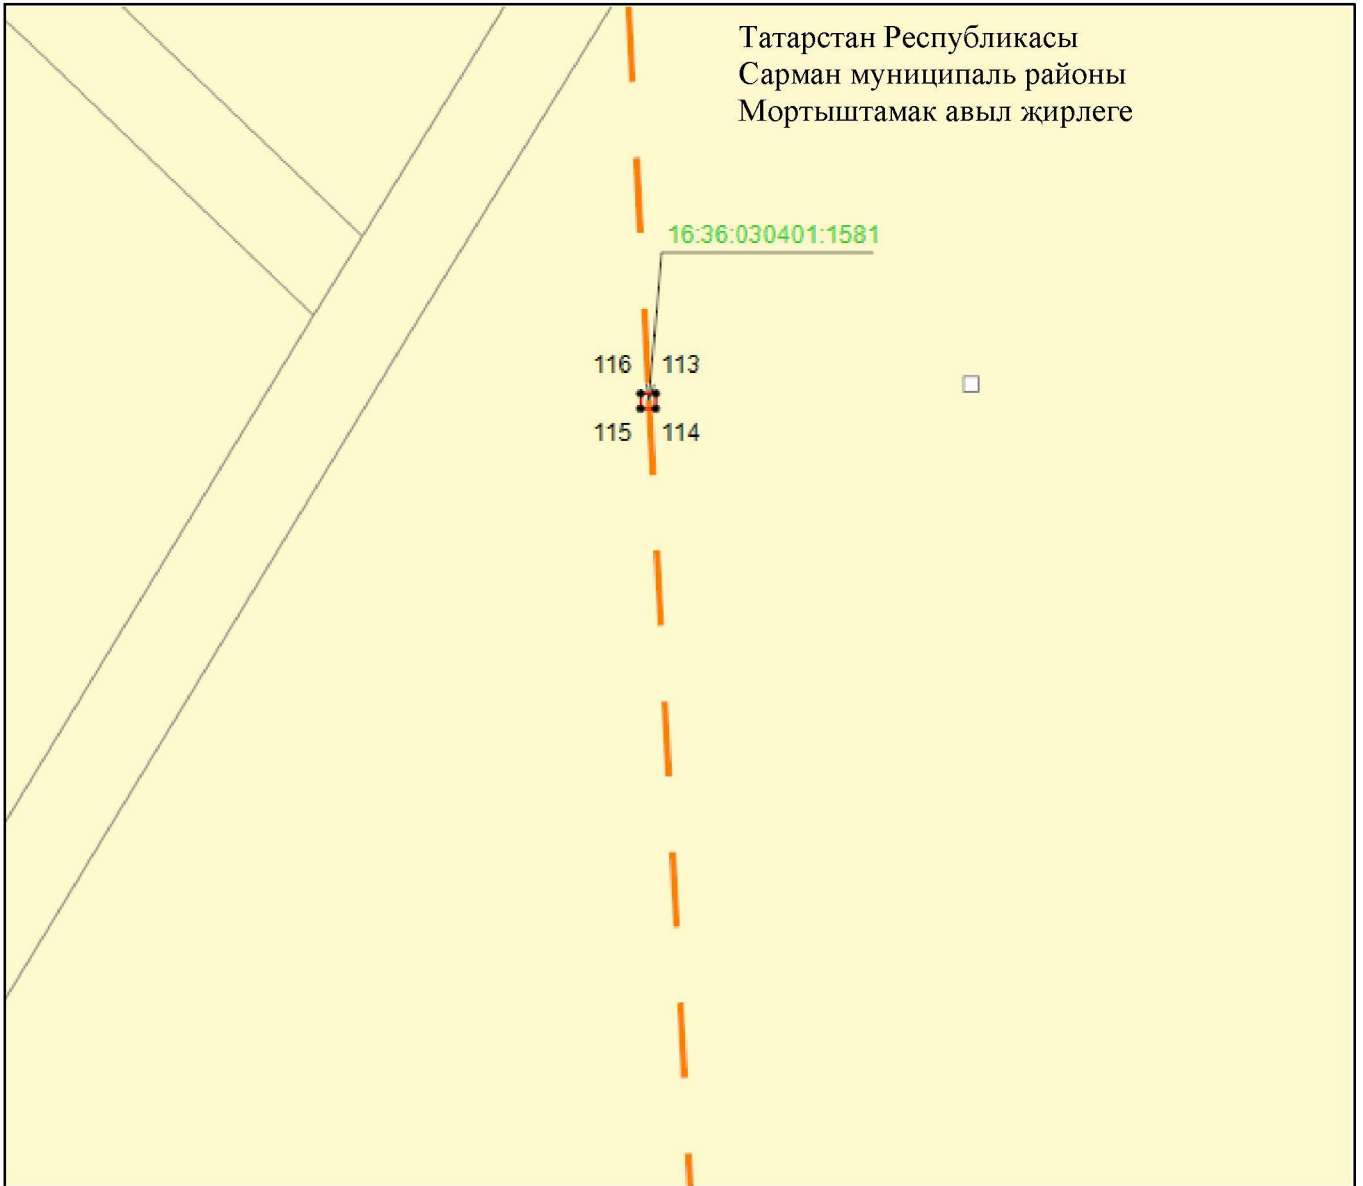 Татарстан Республикасы
Сарман муниципаль районы
Мортыштамак авыл җирлеге
16:36:030401:1581
116 113
115 114